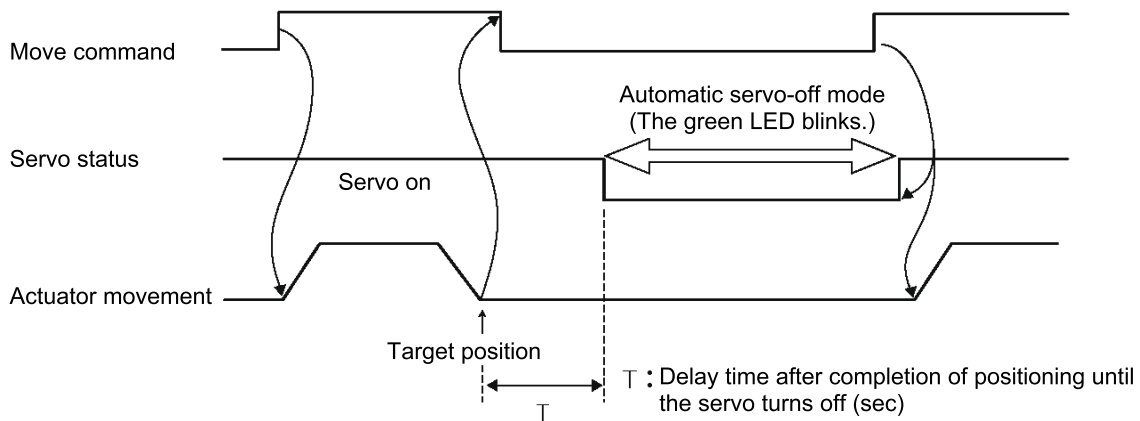 Move command
Automatic servo-off mode
(The green LED blinks.)
Servo status
Servo on
Actuator movement
Target position
T
T : Delay time after completion of positioning until
the servo turns off (sec)